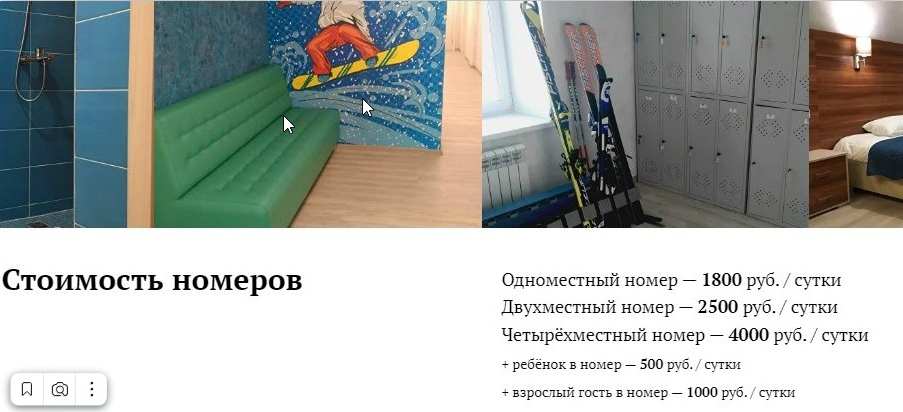 Стоимость номеров
Одноместный номер — 1800 руб. / сутки
Двухместный номер — 2500 руб. / сутки
Четырёхместный номер — 4000 руб. / сутки
+ ребёнок в номер — 500 руб. / сутки
+ взрослый гость в номер — 1000 руб. / сутки